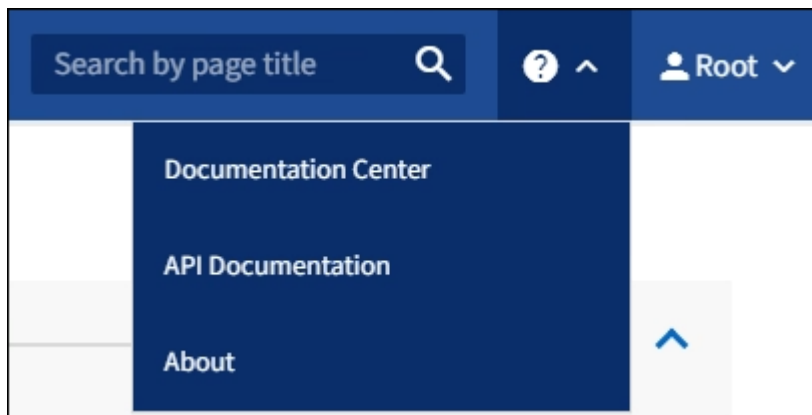 Search by page title
Root
Documentation Center
API Documentation
About